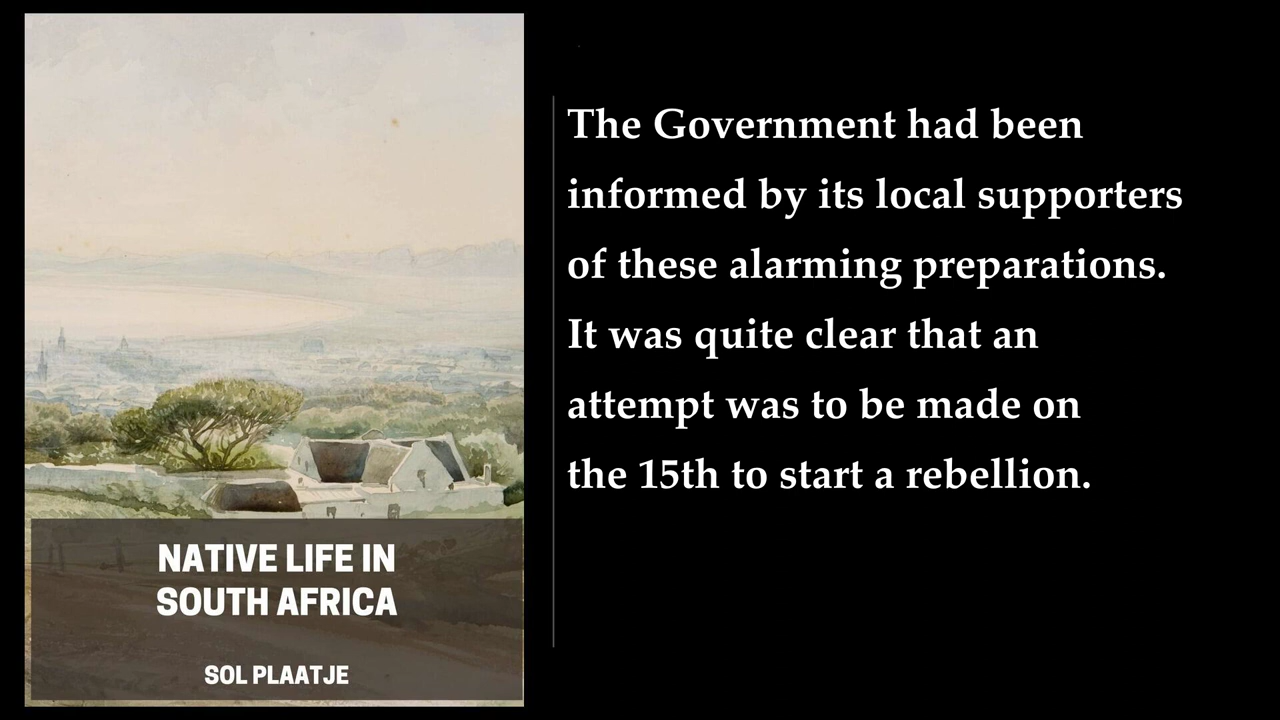 The Government had been
informed by its local supporters
of these alarming preparations.
It was quite clear that an
attempt was to be made on
the 15th to start a rebellion.
NATIVE LIFE IN
SOUTH AFRICA
SOL PLAATJE